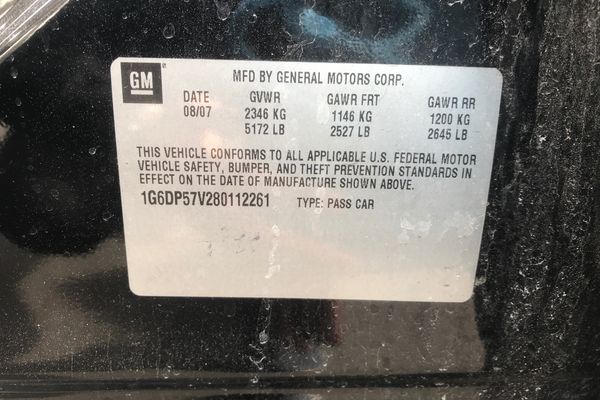 GM
MFD BY GENERAL MOTORS CORP.
DATE GVWR GAWR FRT GAWR RR
08/07 2346 KG 1146 KG 1200 KG
5172 LB 2527 LB 2645 LB
THIS VEHICLE CONFORMS TO ALL APPLICABLE U.S. FEDERAL MOTOR
VEHICLE SAFETY, BUMPER, AND THEFT PREVENTION STANDARDS IN
EFFECT ON THE DATE OF MANUFACTURE SHOWN ABOVE.
1G6DP57V280112261 TYPE: PASS CAR